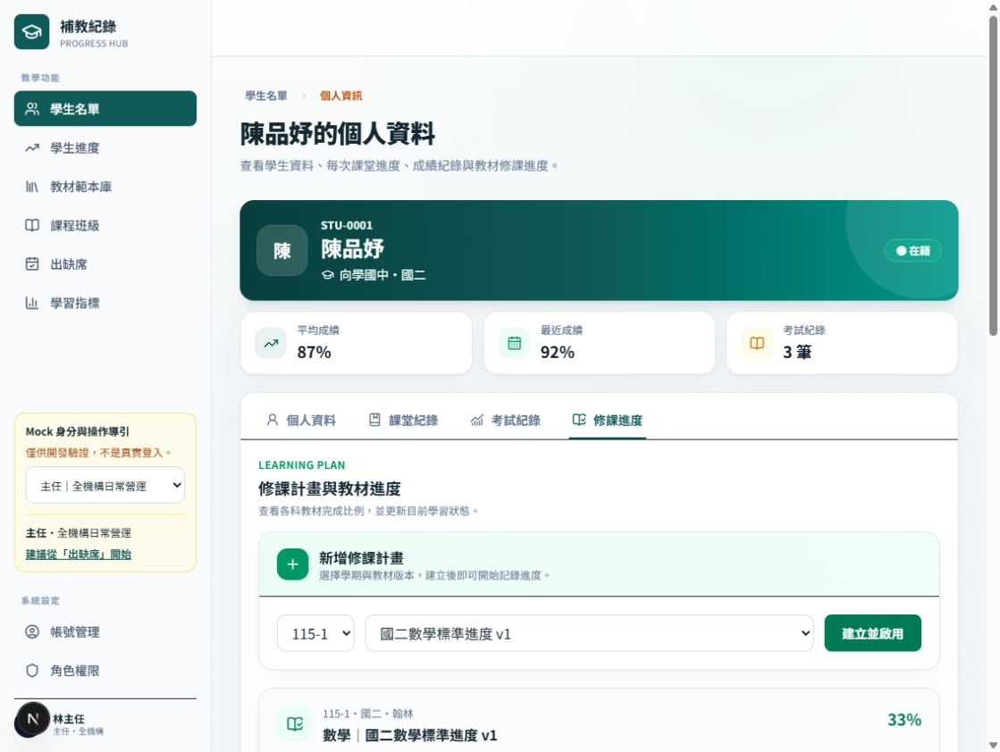 補教紀錄
PROGRESS HUB
教學功能
學生名單
學生進度
教材範本庫
課程班級
出缺席
學習指標
Mock 身分與操作導引
僅供開發驗證，不是真實登入。
主任｜全機構日常營運
主任・全機構日常營運
建議從「出缺席」開始
系統設定
帳號管理
角色權限
N
林主任
主任・全機構
學生名單
個人資訊
陳品妤的個人資料
查看學生資料、每次課堂進度、成績紀錄與教材修課進度。
陳
STU-0001
陳品妤
向學國中・國二
在籍
平均成績
87%
最近成績
92%
考試紀錄
3 筆
個人資料
課堂紀錄
考試紀錄
修課進度
LEARNING PLAN
修課計畫與教材進度
查看各科教材完成比例，並更新目前學習狀態。
新增修課計畫
選擇學期與教材版本，建立後即可開始記錄進度。
115-1
國二數學標準進度 v1
建立並啟用
115-1・國二・翰林
數學｜國二數學標準進度 v1
33%